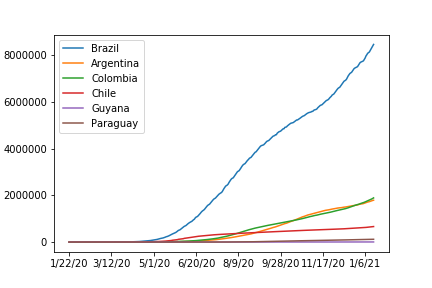 8000000
6000000
4000000
2000000
0
Brazil
Argentina
Colombia
Chile
Guyana
Paraguay
1/22/20 3/12/20 5/1/20 6/20/20 8/9/20 9/28/20 11/17/20 1/6/21